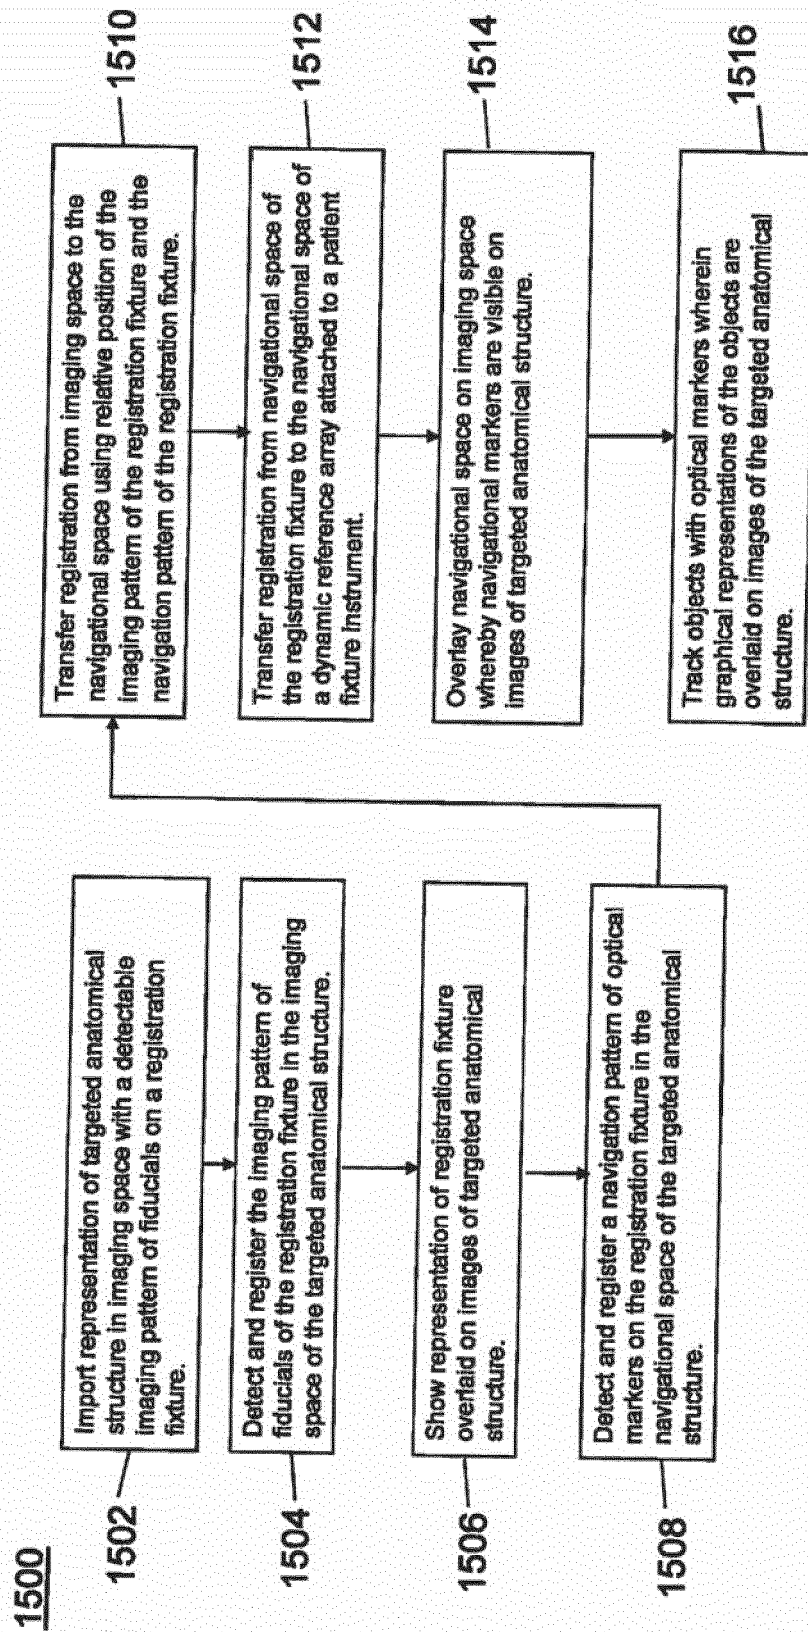 1500
1502
Import representation of targeted anatomical
structure in imaging space with a detectable
imaging pattern of fiducials on a registration
fixture.
1504
Detect and register the imaging pattern of
fiducials of the registration fixture in the imaging
space of the targeted anatomical structure.
1506
Show representation of registration fixture
overlaid on images of targeted anatomical
structure.
1508
Detect and register a navigation pattern of optical
markers on the registration fixture in the
navigational space of the targeted anatomical
structure.
1510
Transfer registration from imaging space to the
navigational space using relative position of the
imaging pattern of the registration fixture and the
navigation pattern of the registration fixture.
1512
Transfer registration from navigational space of
the registration fixture to the navigational space of
a dynamic reference array attached to a patient
fixture instrument.
1514
Overlay navigational space on imaging space
whereby navigational markers are visible on
images of targeted anatomical structure.
1516
Track objects with optical markers wherein
graphical representations of the objects are
overlaid on images of the targeted anatomical
structure.